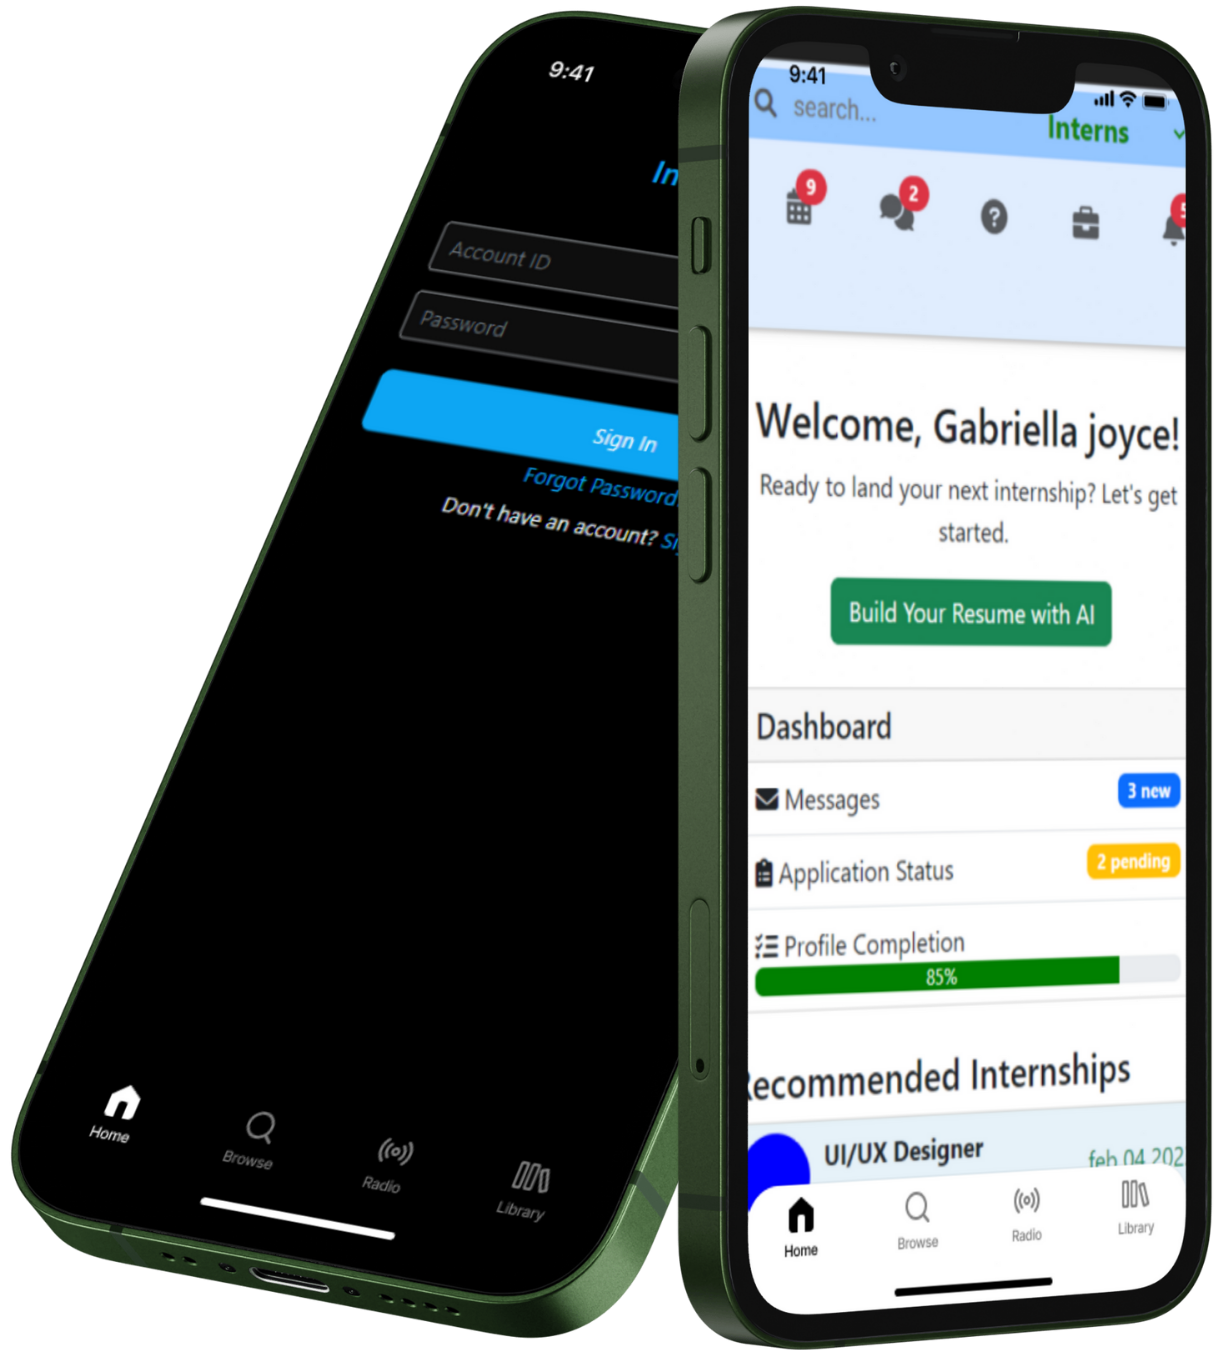 9:41
In
Account ID
Password
Sign In
Forgot Password
Don't have an account? Si
Home
Browse
Radio
Library
9:41
search...
Interns
9
2
5
Welcome, Gabriella joyce!
Ready to land your next internship? Let's get
started.
Build Your Resume with AI
Dashboard
Messages
3 new
Application Status
2 pending
Profile Completion
85%
ecommended Internships
UI/UX Designer
feb 04 202
Home
Browse
Radio
Library